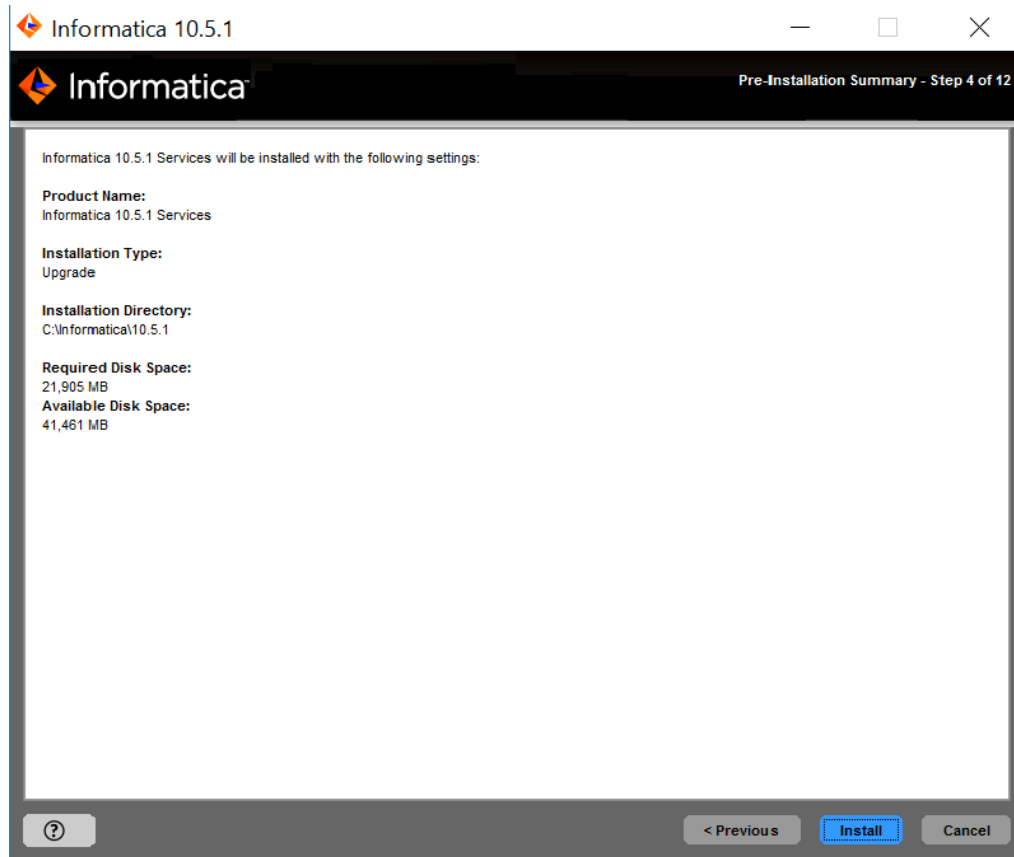 Informatica 10.5.1
Informatica
Pre-Installation Summary - Step 4 of 12
Informatica 10.5.1 Services will be installed with the following settings:
Product Name:
Informatica 10.5.1 Services
Installation Type:
Upgrade
Installation Directory:
C:\Informatica\10.5.1
Required Disk Space:
21,905 MB
Available Disk Space:
41,461 MB
?
< Previous
Install
Cancel